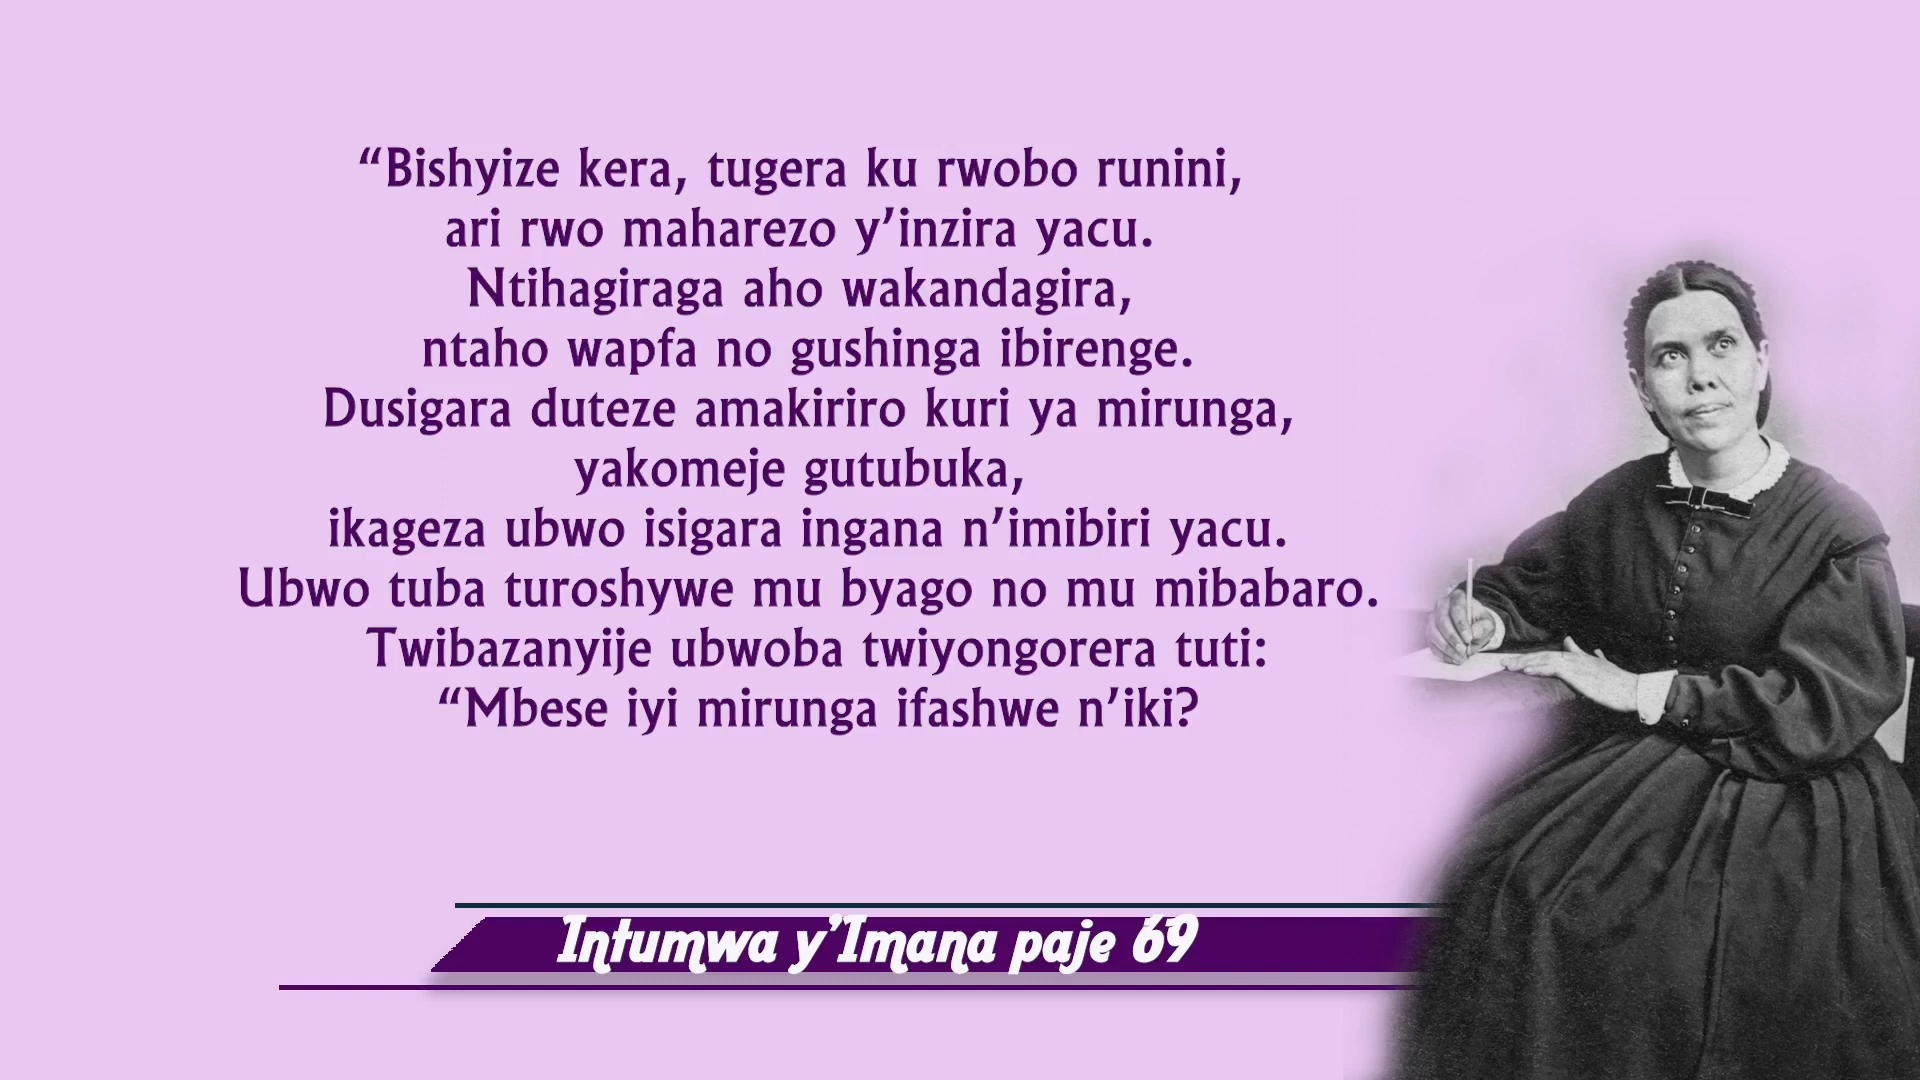 “Bishyize kera, tugera ku rwobo runini,
ari rwo maharezo y’inzira yacu.
Ntihagiraga aho wakandagira,
ntaho wapfa no gushinga ibirenge.
Dusigara duteze amakiriro kuri ya mirunga,
yakomeje gutubuka,
ikageza ubwo isigara ingana n’imibiri yacu.
Ubwo tuba turoshywe mu byago no mu mibabaro.
Twibazanyije ubwoba twiyongorera tuti:
“Mbese iyi mirunga ifashwe n’iki?
Intumwa y’Imana paje 69